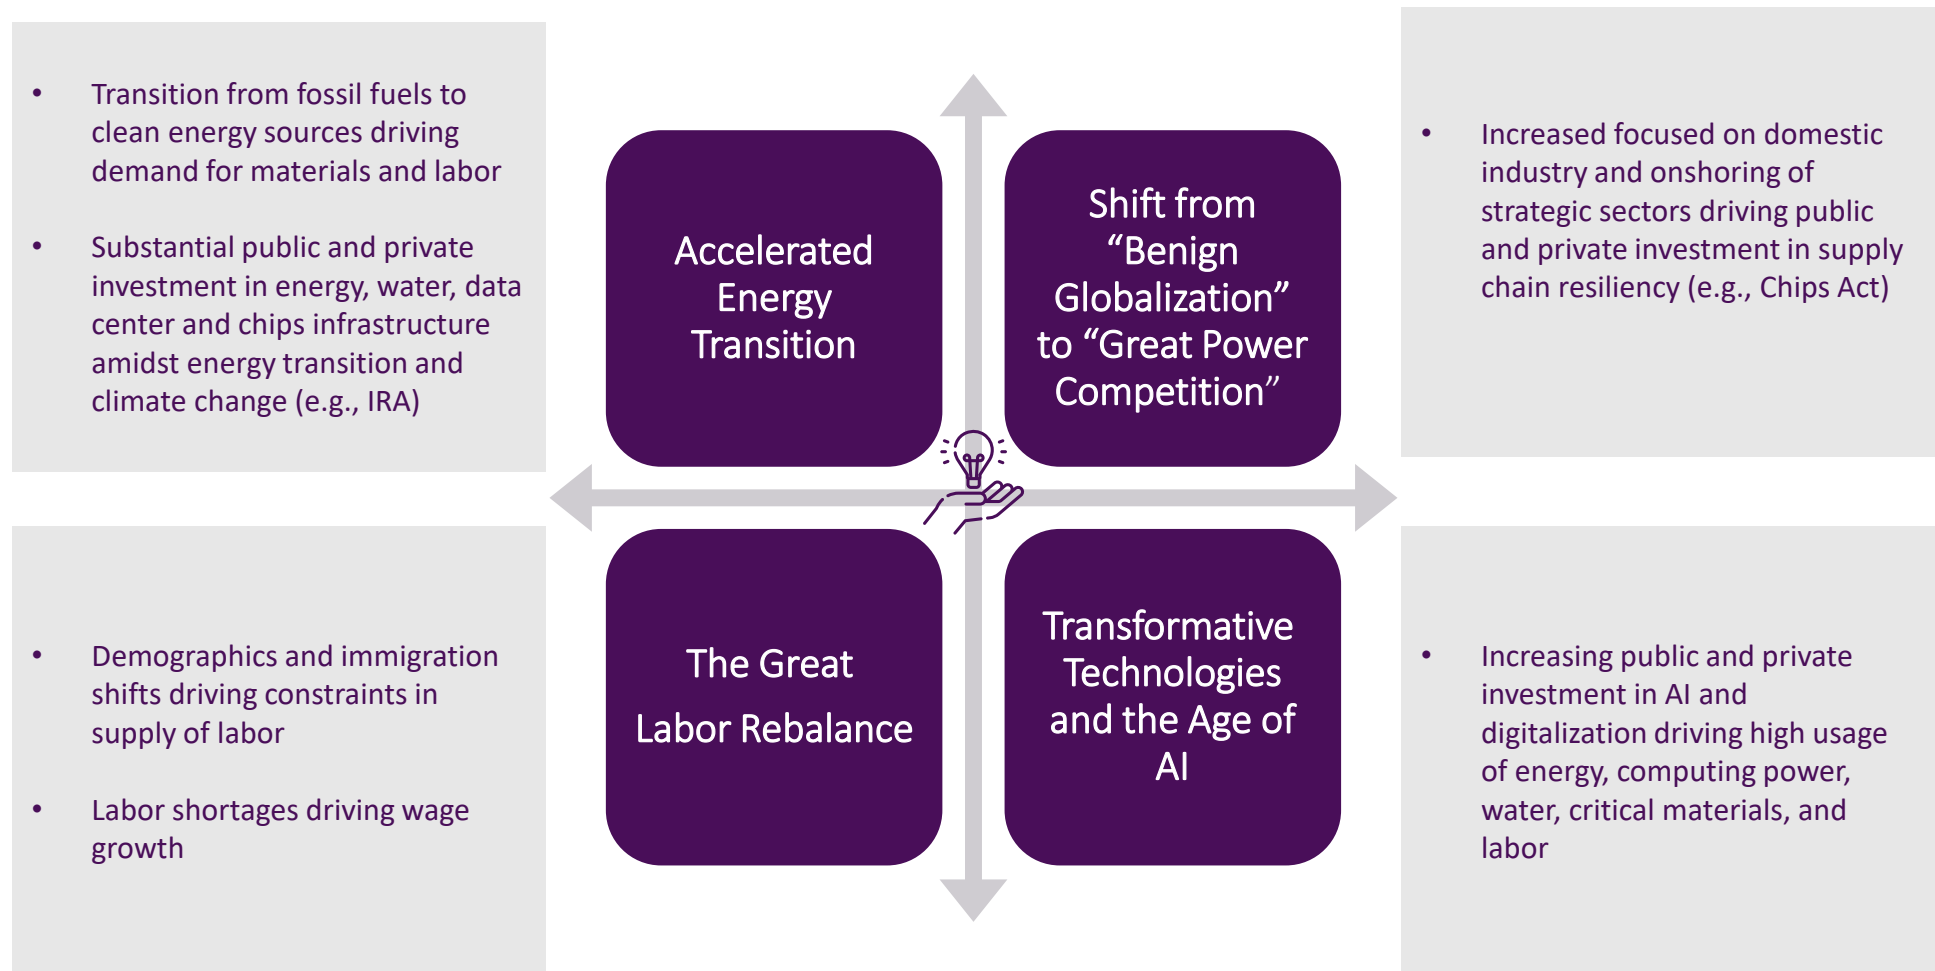 • Transition from fossil fuels to
clean energy sources driving
demand for materials and labor
• Substantial public and private
investment in energy, water, data
center and chips infrastructure
amidst energy transition and
climate change (e.g., IRA)
Accelerated
Energy
Transition
Shift from
“Benign
Globalization”
to “Great Power
Competition”
• Increased focused on domestic
industry and onshoring of
strategic sectors driving public
and private investment in supply
chain resiliency (e.g., Chips Act)
• Demographics and immigration
shifts driving constraints in
supply of labor
• Labor shortages driving wage
growth
The Great
Labor Rebalance
Transformative
Technologies
and the Age of
AI
• Increasing public and private
investment in AI and
digitalization driving high usage
of energy, computing power,
water, critical materials, and
labor